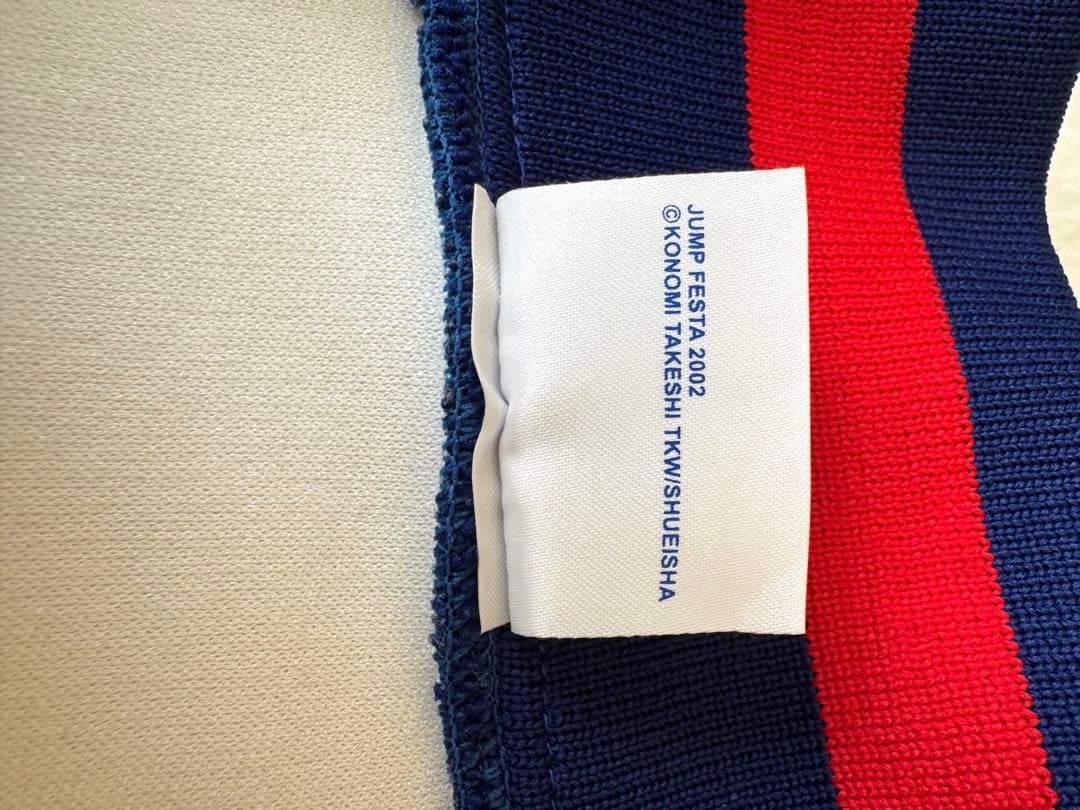 JUMP FESTA 2002
©KONOMI TAKESHI TKW/SHUEISHA